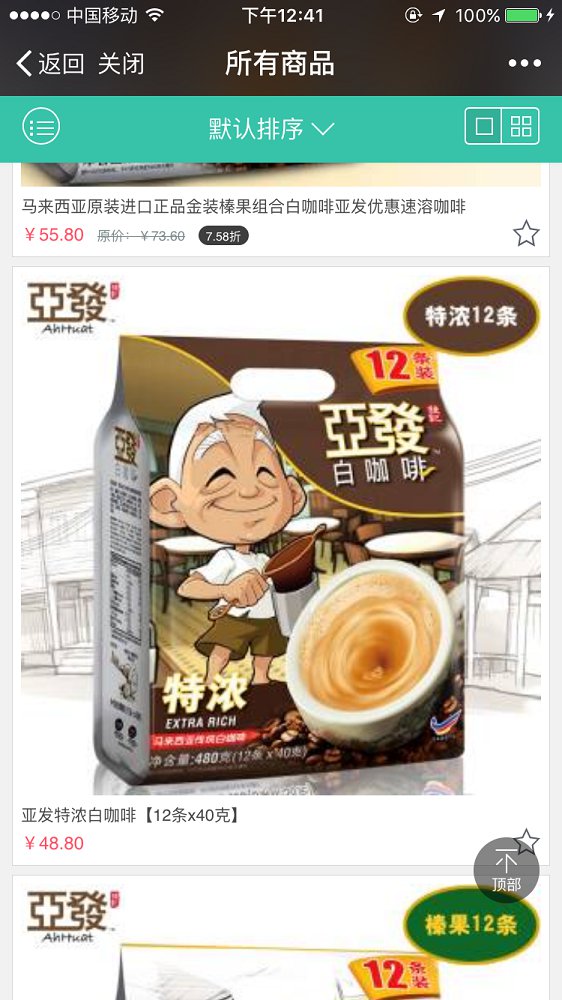 中国移动
下午12:41
100%
返回 关闭
所有商品
默认排序
马来西亚原装进口正品金装榛果组合白咖啡亚发优惠速溶咖啡
￥55.80 原价：￥73.60 7.58折
亞發
AhHuat
特浓12条
12条装
亞發
白咖啡
亞發
白咖啡
特浓
EXTRA RICH
马来西亚传统白咖啡
净含量:480克(12条 x 40克)
亚发特浓白咖啡【12条x40克】
￥48.80
顶部
亞發
AhHuat
榛果12条
12条装